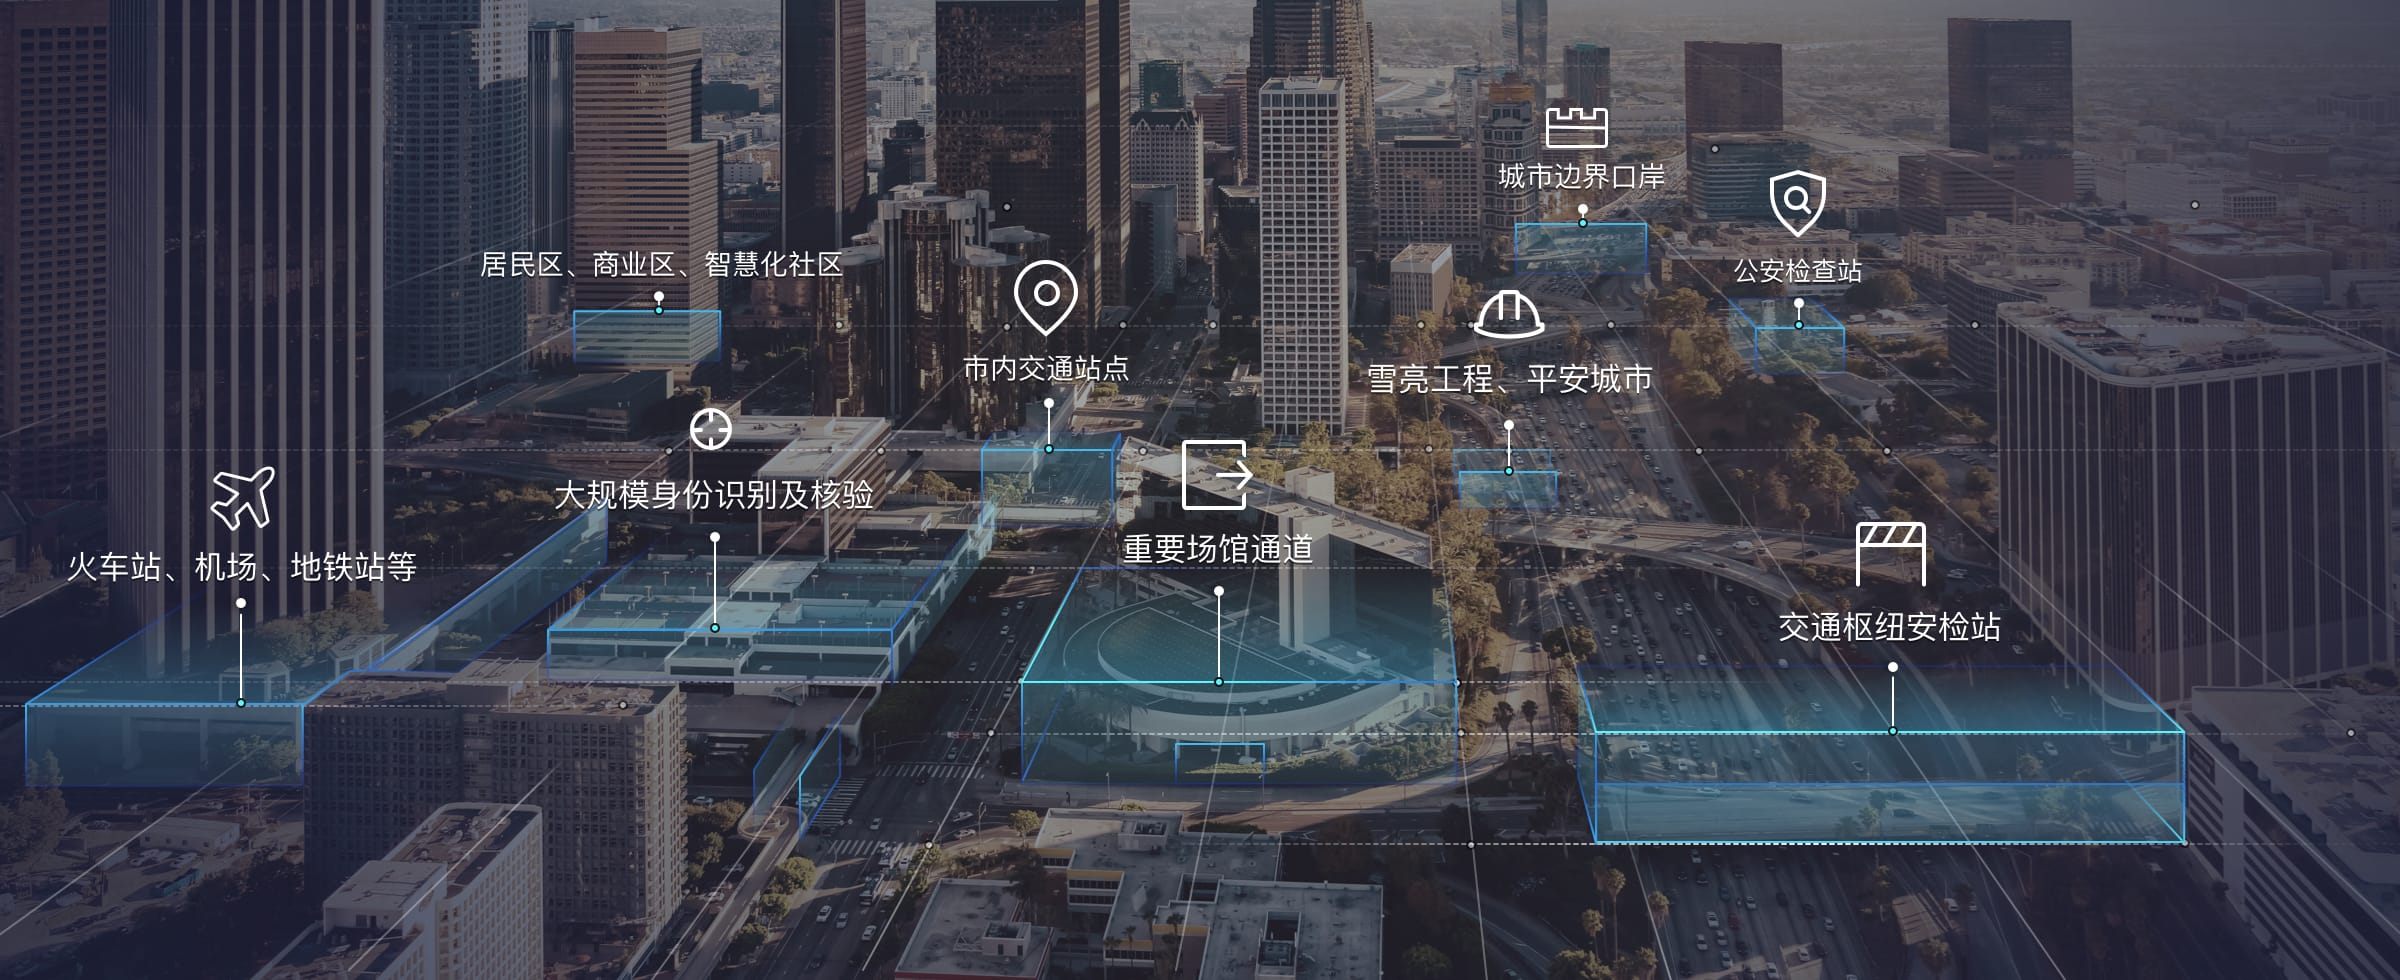 城市边界口岸
公安检查站
居民区、商业区、智慧化社区
市内交通站点
雪亮工程、平安城市
大规模身份识别及核验
重要场馆通道
火车站、机场、地铁站等
交通枢纽安检站